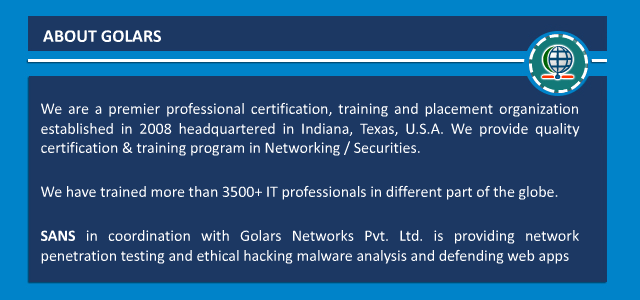 ABOUT GOLARS
We are a premier professional certification, training and placement organization
established in 2008 headquartered in Indiana, Texas, U.S.A. We provide quality
certification & training program in Networking / Securities.
We have trained more than 3500+ IT professionals in different part of the globe.
SANS in coordination with Golars Networks Pvt. Ltd. is providing network
penetration testing and ethical hacking malware analysis and defending web apps